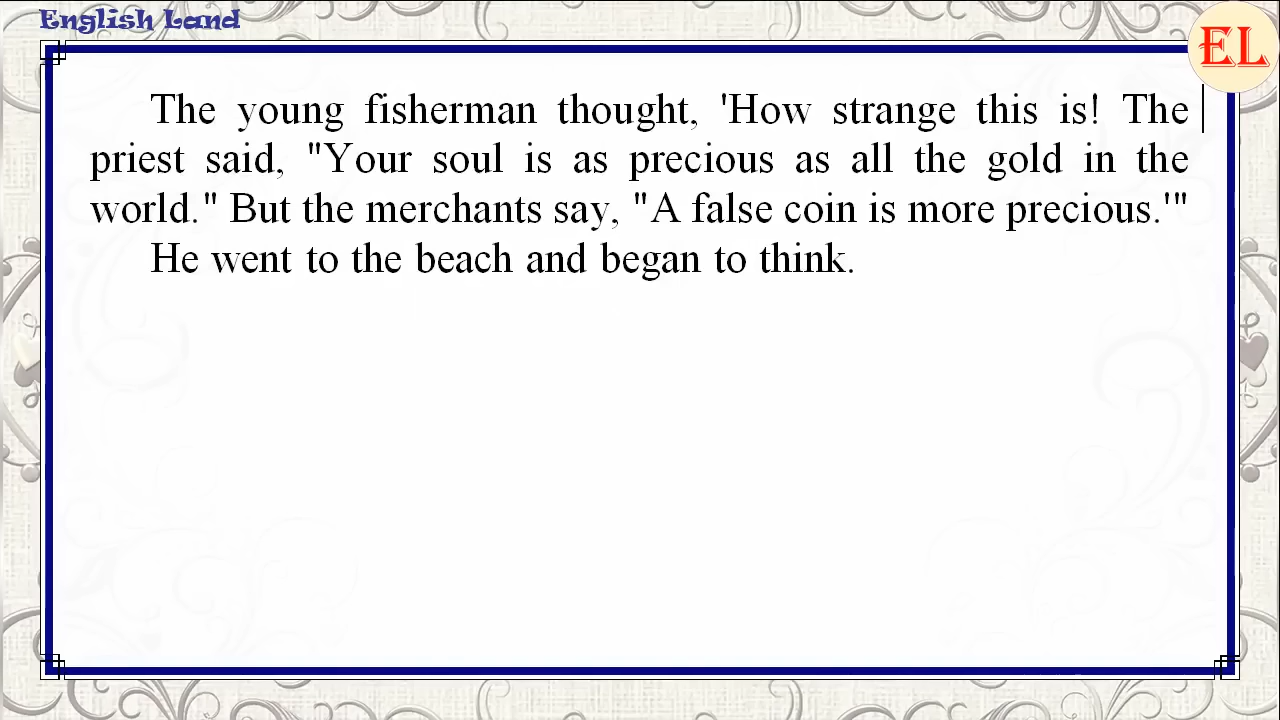 English Land
EL
The young fisherman thought, 'How strange this is! The
priest said, "Your soul is as precious as all the gold in the
world." But the merchants say, "A false coin is more precious.'"
He went to the beach and began to think.